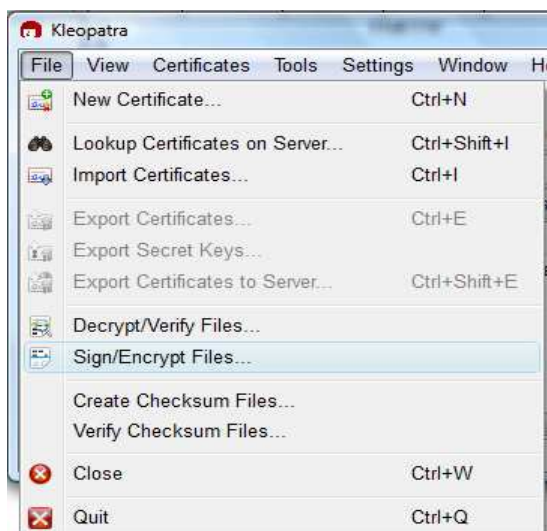 Kleopatra
File View Certificates Tools Settings Window
New Certificate... Ctrl+N
Lookup Certificates on Server... Ctrl+Shift+I
Import Certificates... Ctrl+I
Export Certificates... Ctrl+E
Export Secret Keys...
Export Certificates to Server... Ctrl+Shift+E
Decrypt/Verify Files...
Sign/Encrypt Files...
Create Checksum Files...
Verify Checksum Files...
Close Ctrl+W
Quit Ctrl+Q